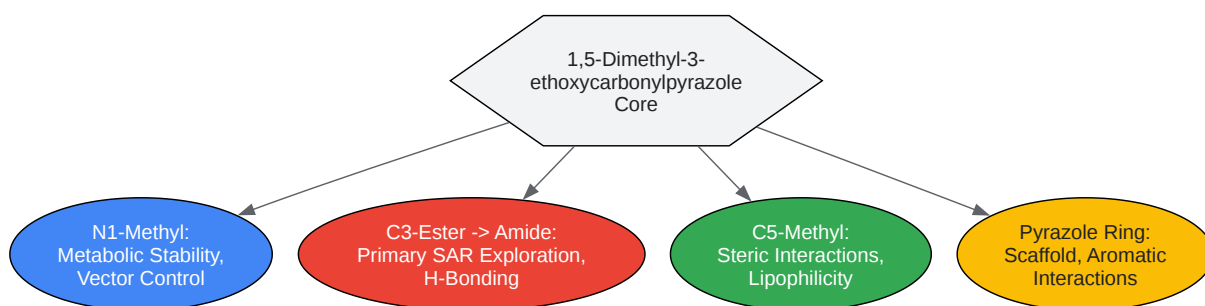 1,5-Dimethyl-3-
ethoxycarbonylpyrazole
Core
N1-Methyl:
Metabolic Stability,
Vector Control
C3-Ester -> Amide:
Primary SAR Exploration,
H-Bonding
C5-Methyl:
Steric Interactions,
Lipophilicity
Pyrazole Ring:
Scaffold, Aromatic
Interactions